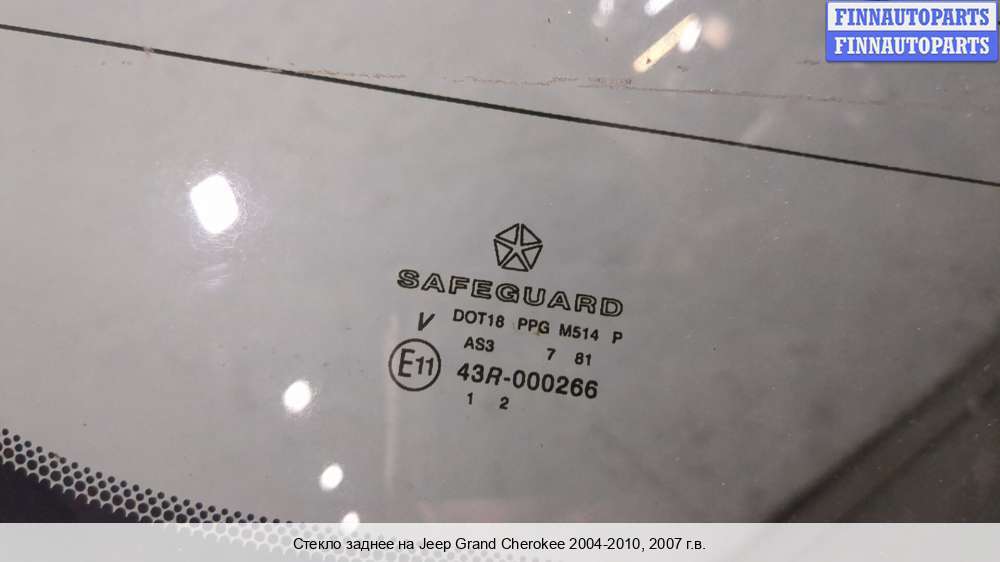 FINNAUTOPARTS
FINNAUTOPARTS
SAFEGUARD
V DOT18 PPG M514 P
AS3 7 81
E11 43R-000266
1 2
Стекло заднее на Jeep Grand Cherokee 2004-2010, 2007 г.в.